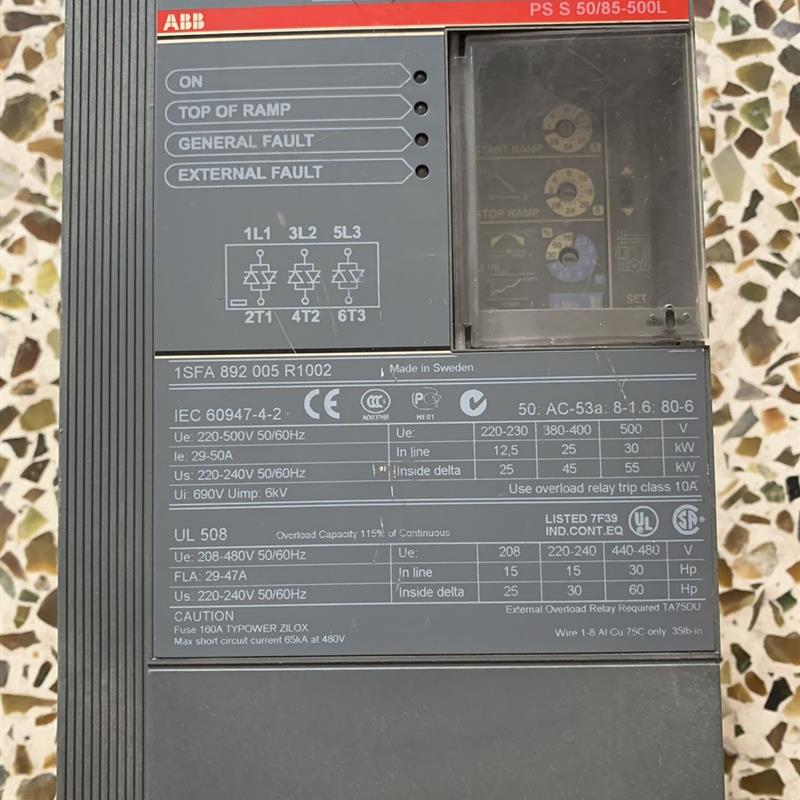 ABB
PS S 50/85-500L
ON
TOP OF RAMP
GENERAL FAULT
EXTERNAL FAULT
START RAMP
STOP RAMP
SET
1L1 3L2 5L3
2T1 4T2 6T3
1SFA 892 005 R1002 Made in Sweden
IEC 60947-4-2 CE CCC 50: AC-53a: 8-1.6: 80-6
A003748 ME01
Ue: 220-500V 50/60Hz Ue: 220-230 380-400 500 V
Ie: 29-50A In line 12,5 25 30 kW
Us: 220-240V 50/60Hz Inside delta 25 45 55 kW
Ui: 690V Uimp: 6kV Use overload relay trip class 10A
UL 508 Overload Capacity 115% of Continuous LISTED 7F39 UL SA
IND.CONT.EQ
Ue: 208-480V 50/60Hz Ue: 208 220-240 440-480 V
FLA: 29-47A In line 15 15 30 Hp
Us: 220-240V 50/60Hz Inside delta 25 30 60 Hp
CAUTION External Overload Relay Required TA75DU
Fuse 160A TYPOWER ZILOX
Max short circuit current 65kA at 480V Wire 1-8 Al Cu 75C only 35lb-in